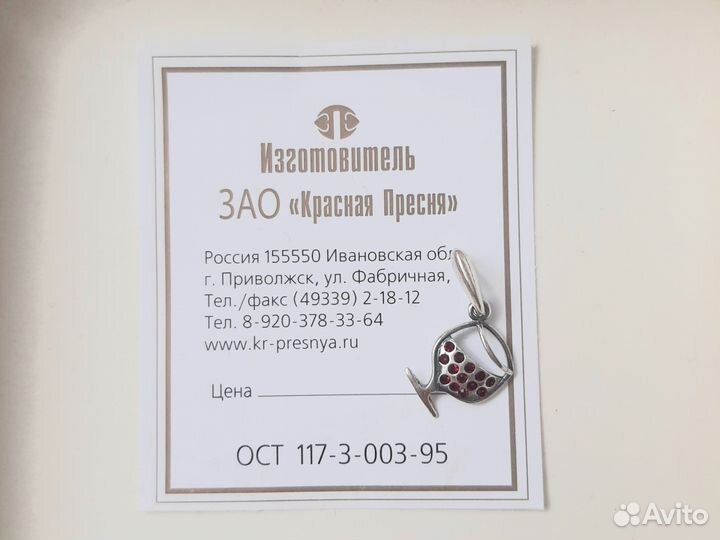 Изготовитель
ЗАО «Красная Пресня»
Россия 155550 Ивановская обл
г. Приволжск, ул. Фабричная,
Тел./факс (49339) 2-18-12
Тел. 8-920-378-33-64
www.kr-presnya.ru
Цена
ОСТ 117-3-003-95
Avito